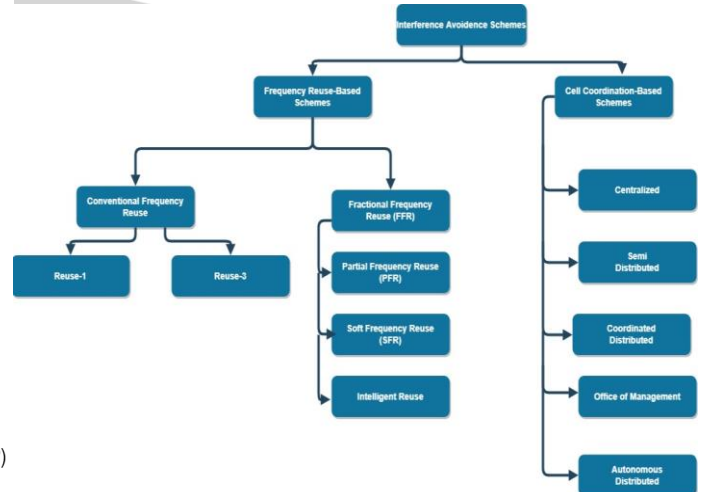 Interference Avoidence Schemes
Frequency Reuse-Based
Schemes
Cell Coordination-Based
Schemes
Conventional Frequency
Reuse
Reuse-1
Reuse-3
Fractional Frequency
Reuse (FFR)
Partial Frequency Reuse
(PFR)
Soft Frequency Reuse
(SFR)
Intelligent Reuse
Centralized
Semi
Distributed
Coordinated
Distributed
Office of Management
Autonomous
Distributed
)